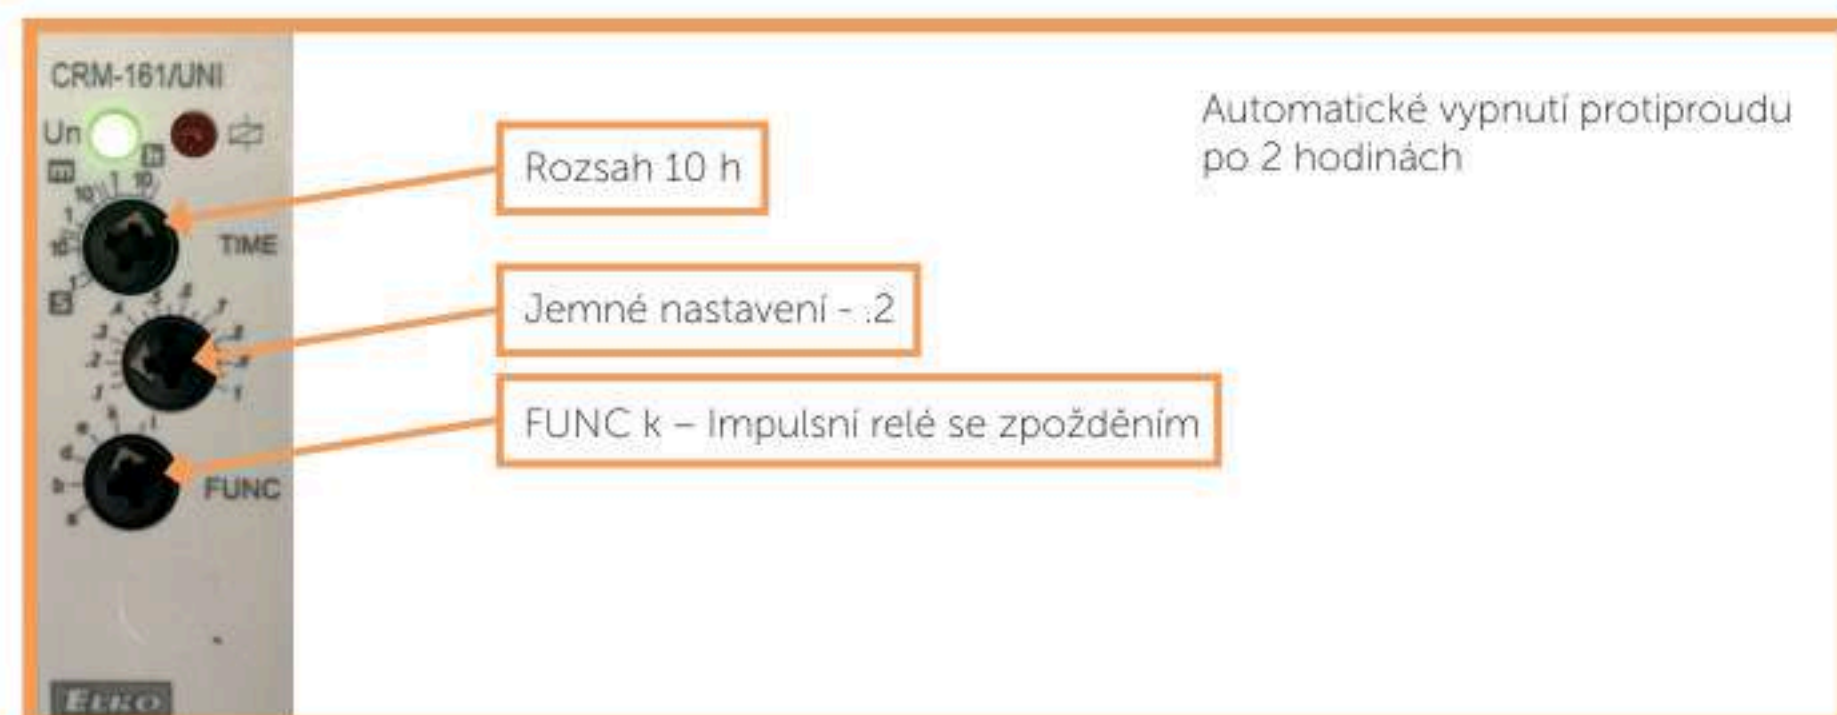 CRM-161/UNI
Un
Rozsah 10 h
TIME
Jemné nastavení - .2
FUNC k – Impulsní relé se zpožděním
FUNC
ELKO
Automatické vypnutí protiproudu
po 2 hodinách